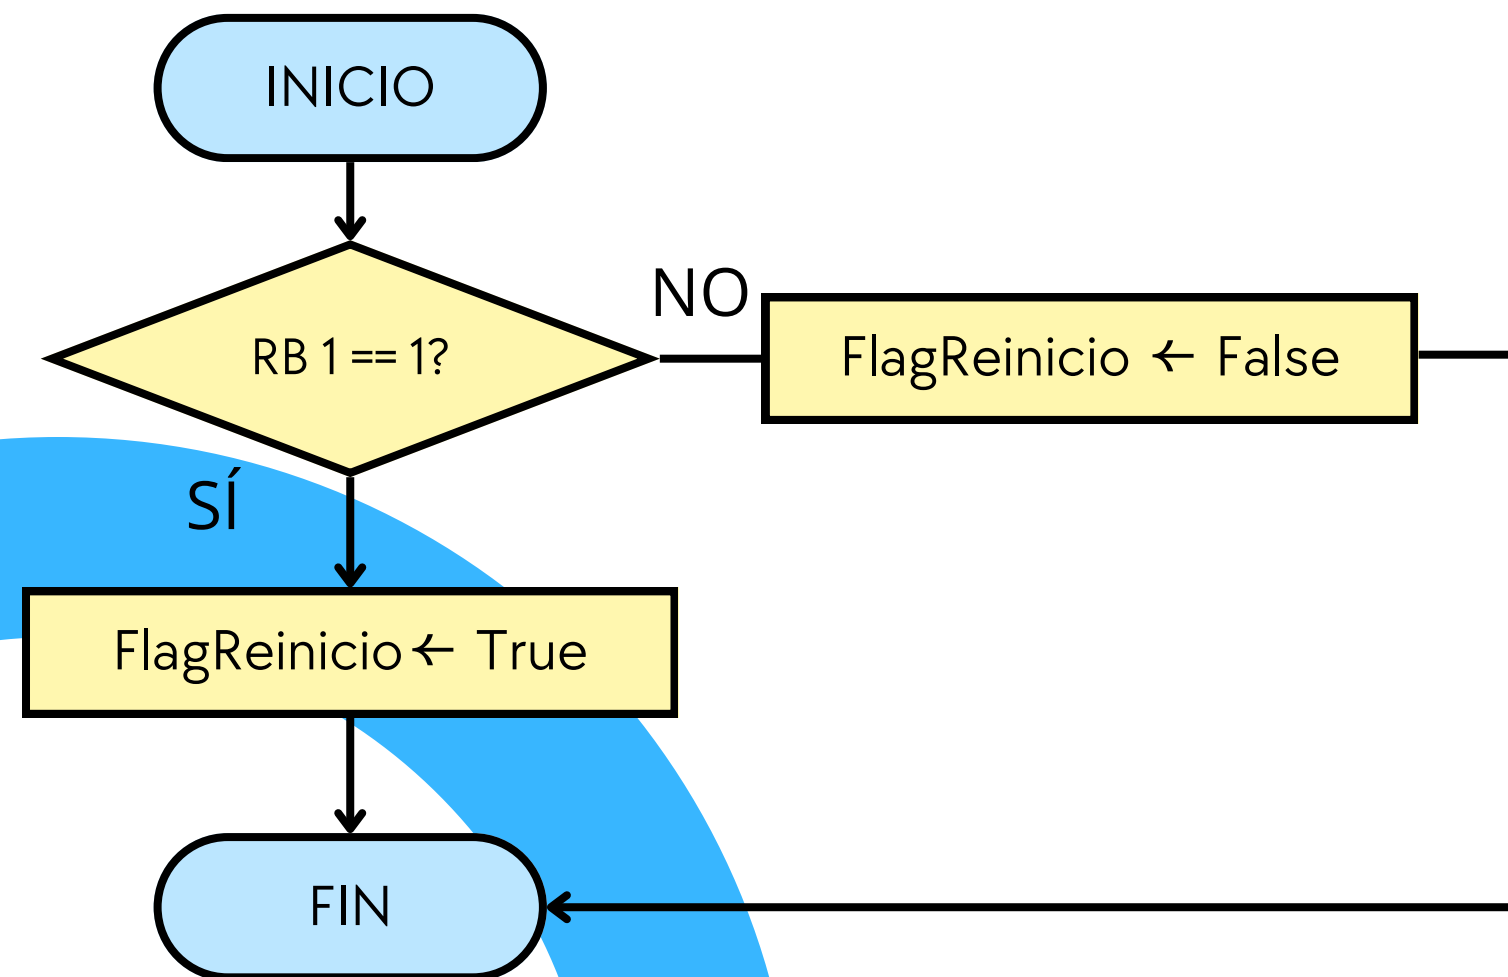 INICIO
RB 1 == 1?
NO
FlagReinicio ← False
SÍ
FlagReinicio ← True
FIN